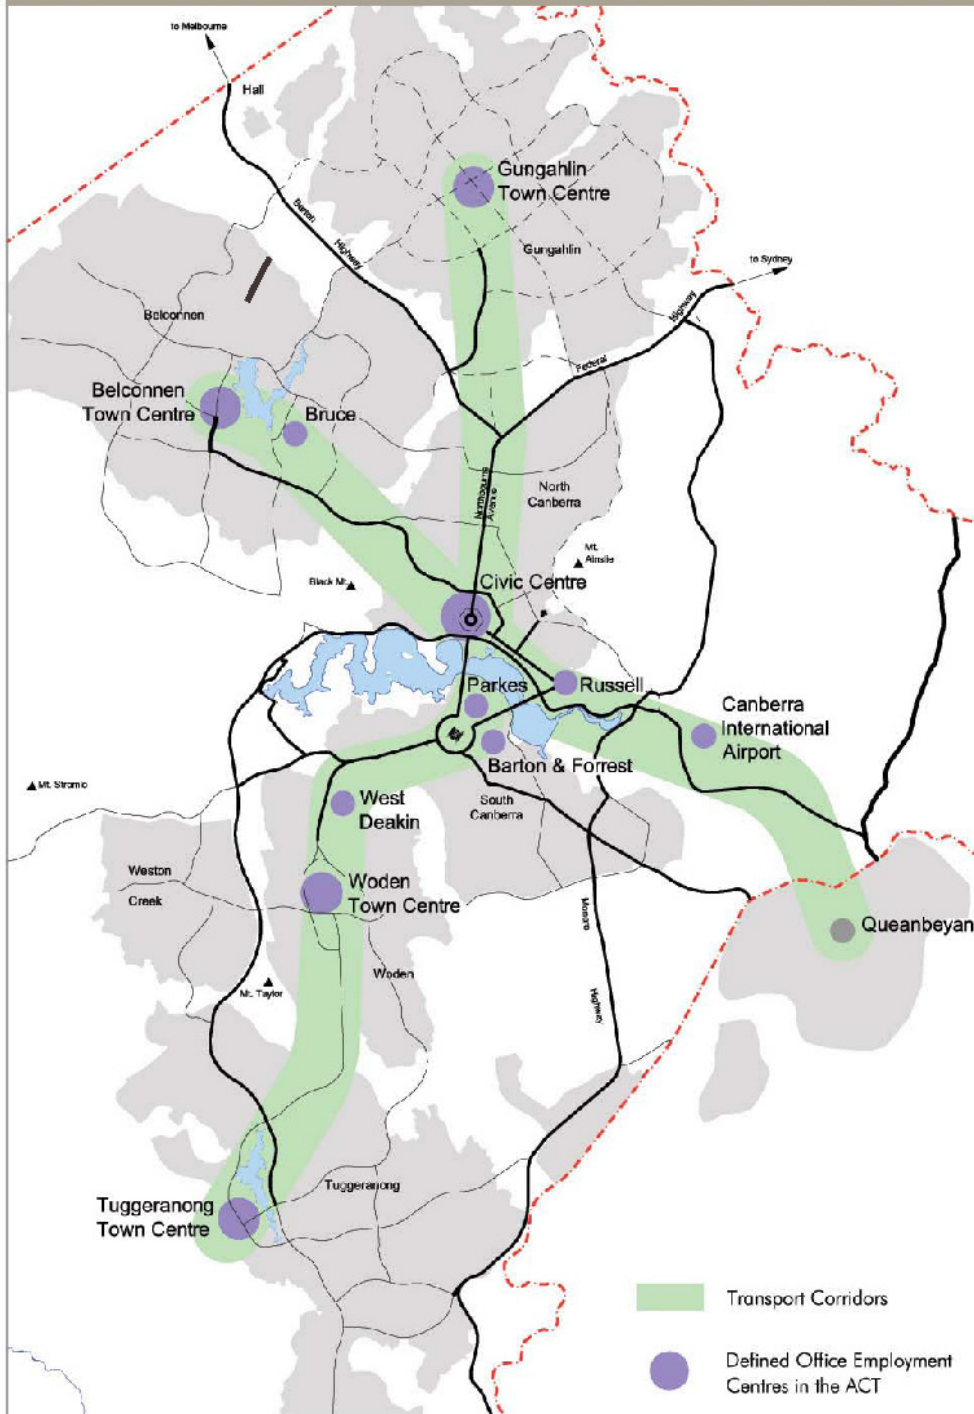 to Melbourne
Hall
Gungahlin
Town Centre
Barton
Highway
Gungahlin
to Sydney
Highway
Federal
Belconnen
Belconnen
Town Centre
Bruce
Northbourne
Avenue
North
Canberra
Mt.
Ainslie
Black Mt.
Civic Centre
Parkes
Russell
Canberra
International
Airport
Barton & Forrest
Mt. Stromlo
West
Deakin
South
Canberra
Weston
Creek
Woden
Town Centre
Monaro
Highway
Queanbeyan
Woden
Mt. Taylor
Tuggeranong
Tuggeranong
Town Centre
Transport Corridors
Defined Office Employment
Centres in the ACT